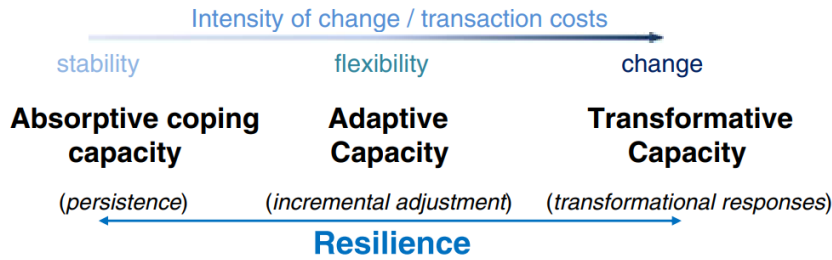 Intensity of change / transaction costs
stability flexibility change
Absorptive coping capacity Adaptive Capacity Transformative Capacity
(persistence) (incremental adjustment) (transformational responses)
Resilience